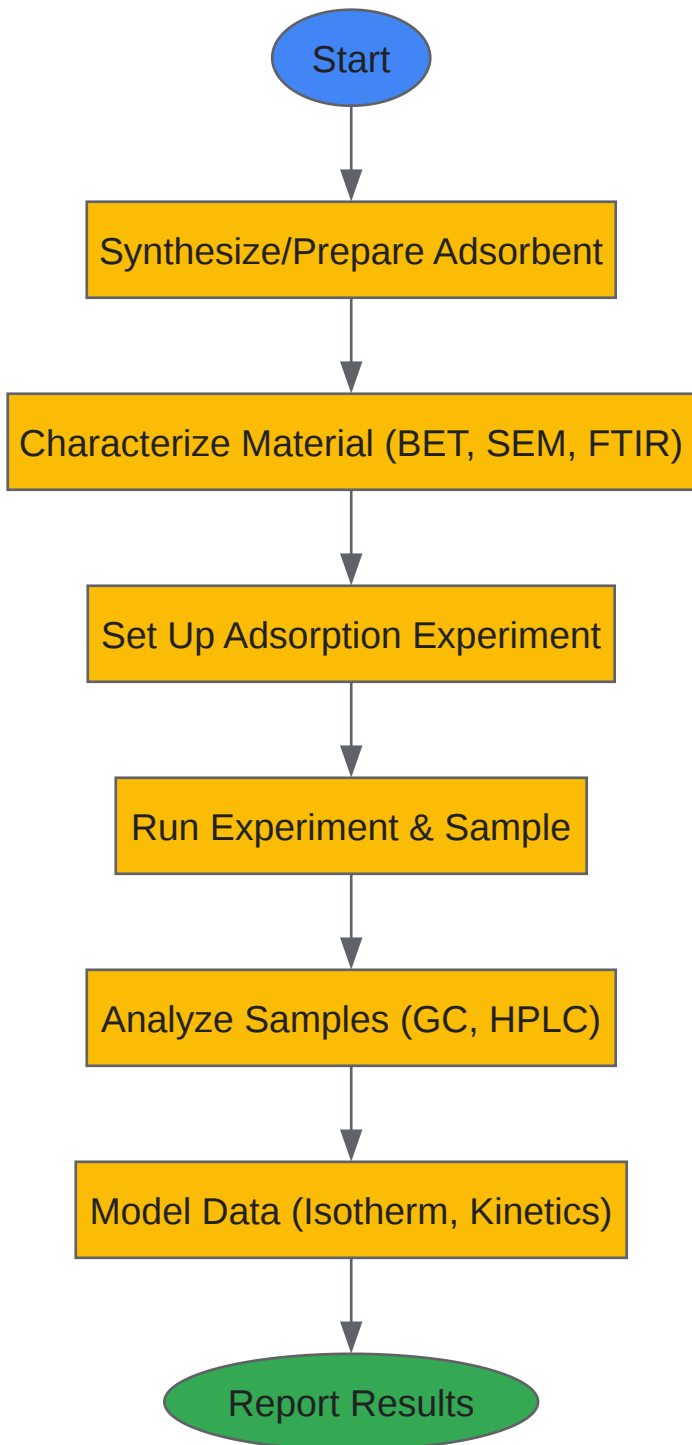 Start
Synthesize/Prepare Adsorbent
Characterize Material (BET, SEM, FTIR)
Set Up Adsorption Experiment
Run Experiment & Sample
Analyze Samples (GC, HPLC)
Model Data (Isotherm, Kinetics)
Report Results